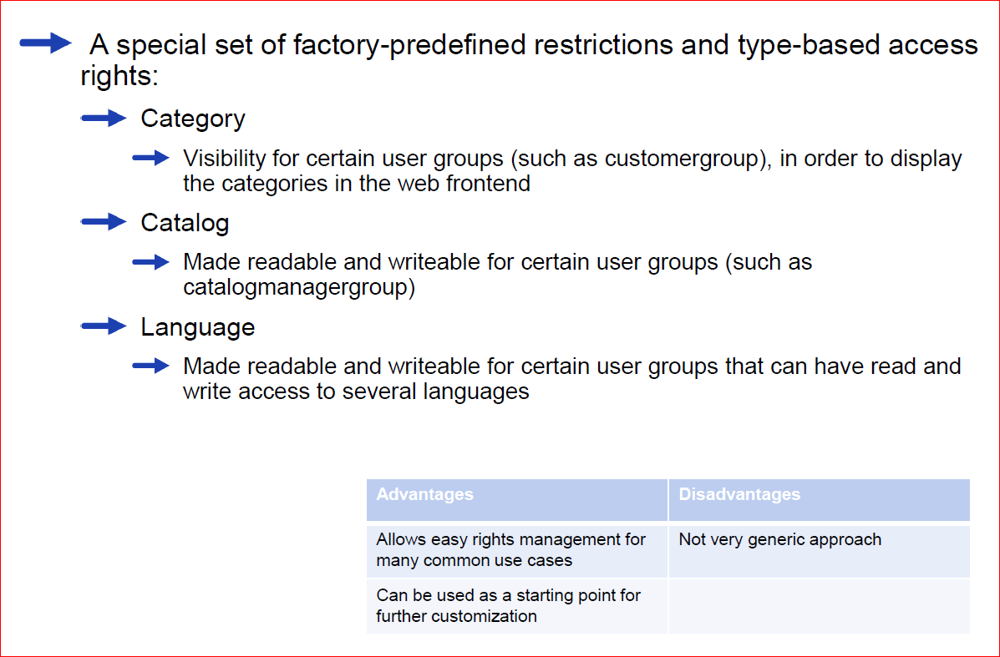 A special set of factory-predefined restrictions and type-based access
rights:
Category
Visibility for certain user groups (such as customergroup), in order to display
the categories in the web frontend
Catalog
Made readable and writeable for certain user groups (such as
catalogmanagergroup)
Language
Made readable and writeable for certain user groups that can have read and
write access to several languages
Advantages
Disadvantages
Allows easy rights management for
many common use cases
Not very generic approach
Can be used as a starting point for
further customization